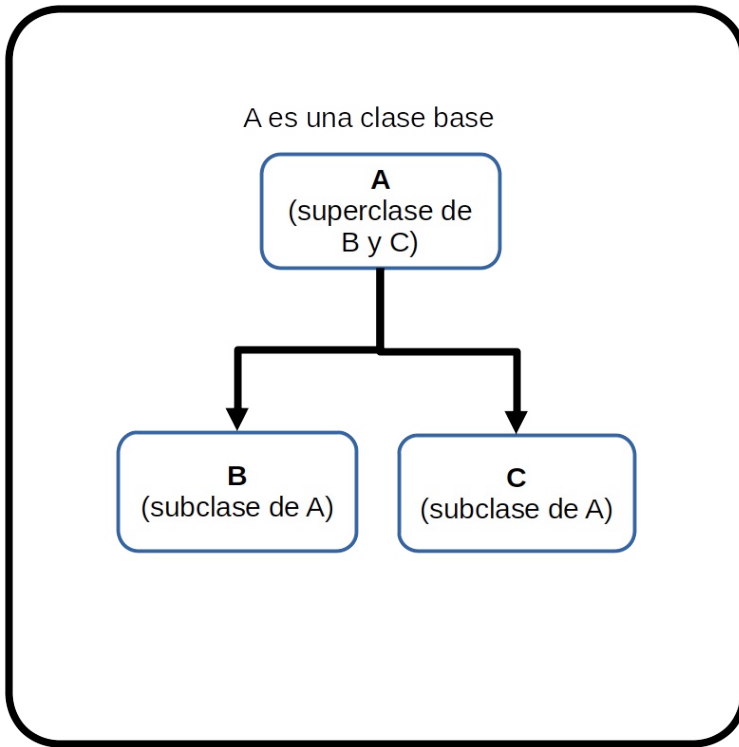 A es una clase base
A
(superclase de
B y C)
B
(subclase de A)
C
(subclase de A)